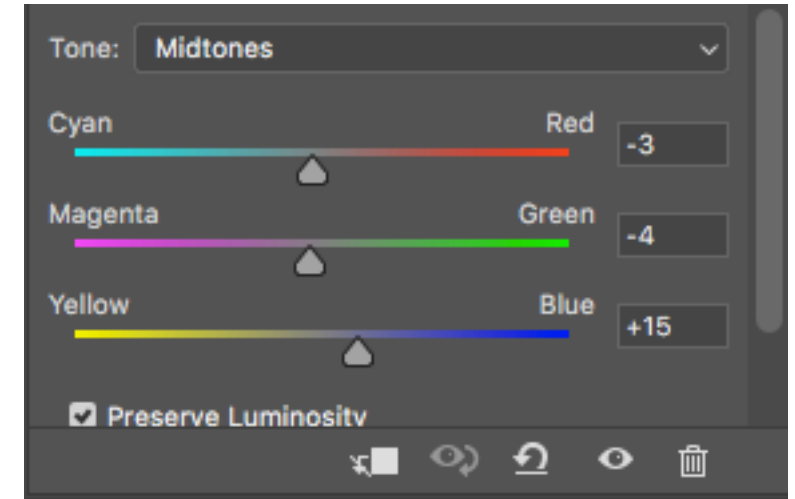 Tone: Midtones
Cyan Red -3
Magenta Green -4
Yellow Blue +15
Preserve Luminosity